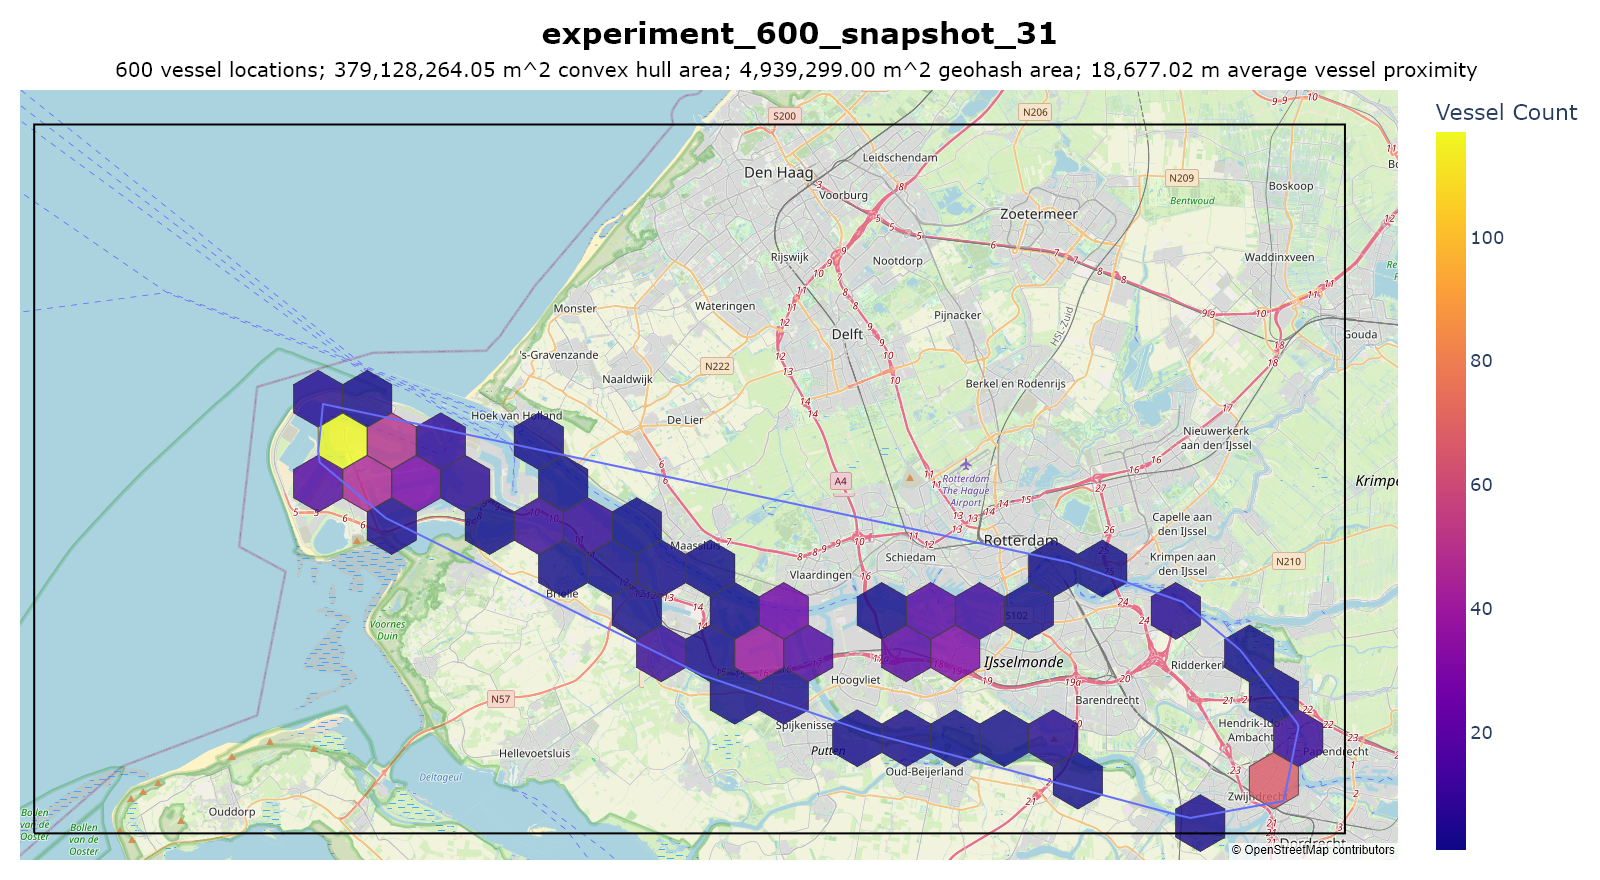 experiment_600_snapshot_31
600 vessel locations; 379,128,264.05 m^2 convex hull area; 4,939,299.00 m^2 geohash area; 18,677.02 m average vessel proximity
Vessel Count
100
80
60
40
20
S200
N206
Leidschendam
Den Haag
Voorburg
N209
Boskoop
Bentwoud
Zoetermeer
Rijswijk
Nootdorp
Waddinxveen
Monster
Wateringen
Pijnacker
HSL-Zuid
Delft
Gouda
's-Gravenzande
N222
Naaldwijk
Berkel en Rodenrijs
Hoek van Holland
De Lier
Nieuwerkerk
aan den IJssel
A4
Rotterdam
The Hague
Airport
Krimpe
Capelle aan
den IJssel
Maassluis
Schiedam
Rotterdam
Krimpen aan
den IJssel
N210
Vlaardingen
Brielle
S102
Voornes
Duin
IJsselmonde
Ridderkerk
Hoogvliet
N57
Barendrecht
Spijkenisse
Hendrik-Ido-
Ambacht
Hellevoetsluis
Putten
Papendrecht
Oud-Beijerland
Deltageul
Zwijndrecht
Ouddorp
Bollen
van de
Ooster
Bollen
van de
Ooster
Dordrecht
© OpenStreetMap contributors